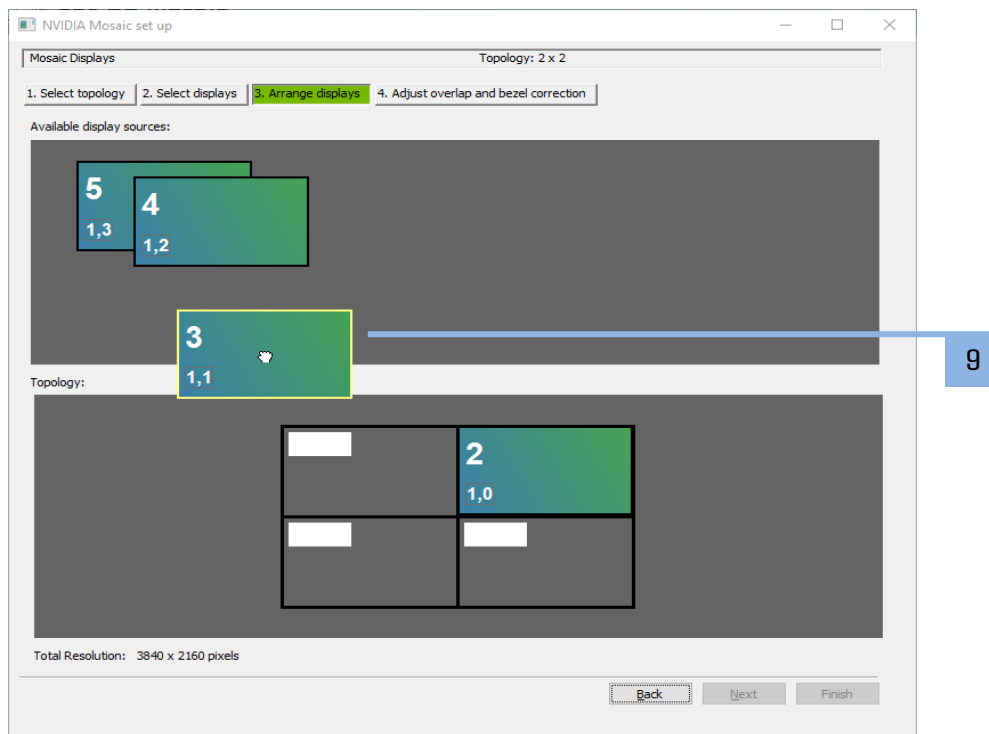 NVIDIA Mosaic set up
Mosaic Displays Topology: 2 x 2
1. Select topology 2. Select displays 3. Arrange displays 4. Adjust overlap and bezel correction
Available display sources:
5
1,3
4
1,2
3
1,1
9
Topology:
2
1,0
Total Resolution: 3840 x 2160 pixels
Back Next Finish